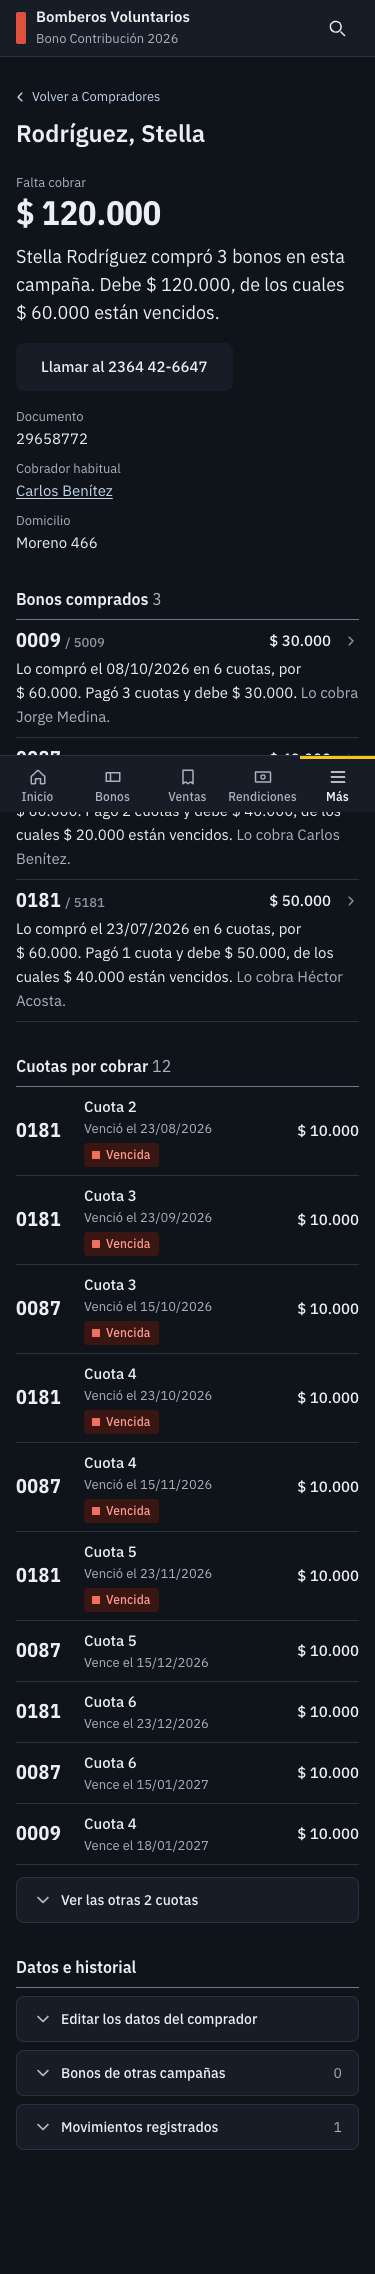 Bomberos Voluntarios
Bono Contribución 2026
Volver a Compradores
Rodríguez, Stella
Falta cobrar
$ 120.000
Stella Rodríguez compró 3 bonos en esta
campaña. Debe $ 120.000, de los cuales
$ 60.000 están vencidos.
Llamar al 2364 42-6647
Documento
29658772
Cobrador habitual
Carlos Benítez
Domicilio
Moreno 466
Bonos comprados 3
0009 / 5009 $ 30.000
Lo compró el 08/10/2026 en 6 cuotas, por
$ 60.000. Pagó 3 cuotas y debe $ 30.000. Lo cobra
Jorge Medina.
Inicio Bonos Ventas Rendiciones Más
$ 60.000. Pagó 2 cuotas y debe $ 40.000, de los
cuales $ 20.000 están vencidos. Lo cobra Carlos
Benítez.
0181 / 5181 $ 50.000
Lo compró el 23/07/2026 en 6 cuotas, por
$ 60.000. Pagó 1 cuota y debe $ 50.000, de los
cuales $ 40.000 están vencidos. Lo cobra Héctor
Acosta.
Cuotas por cobrar 12
Cuota 2
0181 Venció el 23/08/2026 $ 10.000
Vencida
Cuota 3
0181 Venció el 23/09/2026 $ 10.000
Vencida
Cuota 3
0087 Venció el 15/10/2026 $ 10.000
Vencida
Cuota 4
0181 Venció el 23/10/2026 $ 10.000
Vencida
Cuota 4
0087 Venció el 15/11/2026 $ 10.000
Vencida
Cuota 5
0181 Venció el 23/11/2026 $ 10.000
Vencida
Cuota 5
0087 Vence el 15/12/2026 $ 10.000
Cuota 6
0181 Vence el 23/12/2026 $ 10.000
Cuota 6
0087 Vence el 15/01/2027 $ 10.000
Cuota 4
0009 Vence el 18/01/2027 $ 10.000
Ver las otras 2 cuotas
Datos e historial
Editar los datos del comprador
Bonos de otras campañas 0
Movimientos registrados 1